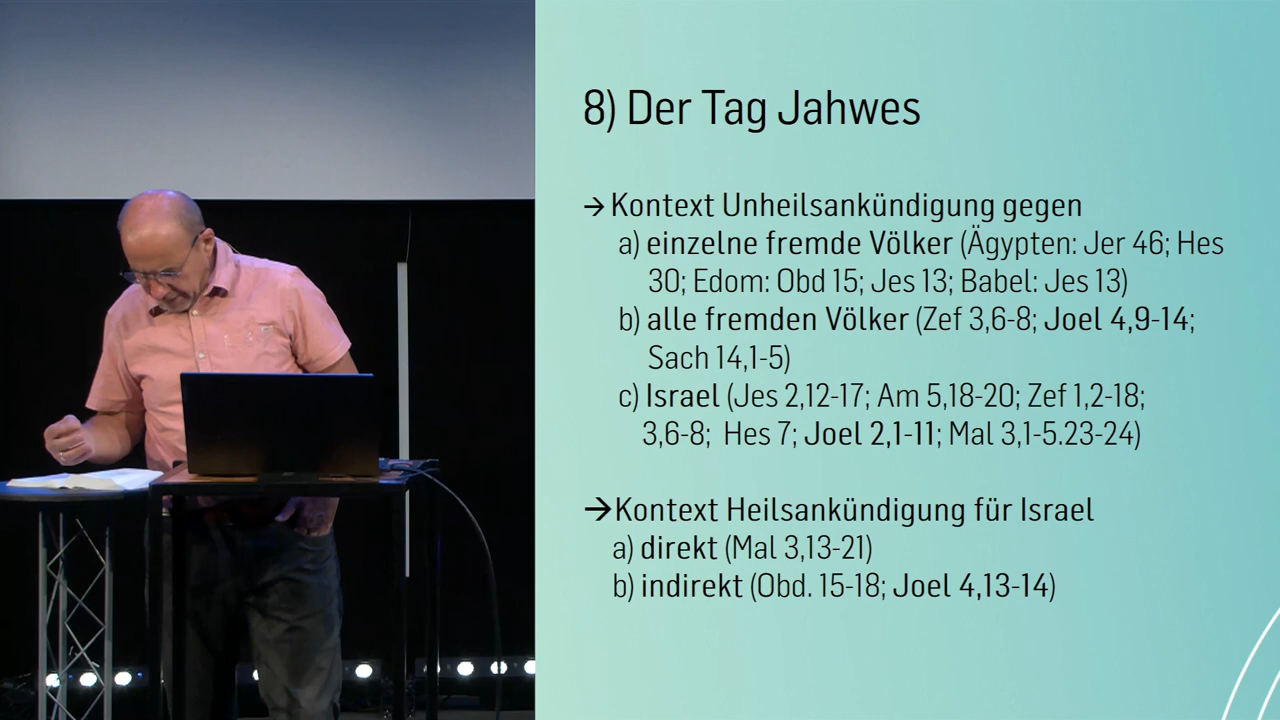 8) Der Tag Jahwes
→ Kontext Unheilsankündigung gegen
a) einzelne fremde Völker (Ägypten: Jer 46; Hes
30; Edom: Obd 15; Jes 13; Babel: Jes 13)
b) alle fremden Völker (Zef 3,6-8; Joel 4,9-14;
Sach 14,1-5)
c) Israel (Jes 2,12-17; Am 5,18-20; Zef 1,2-18;
3,6-8; Hes 7; Joel 2,1-11; Mal 3,1-5.23-24)
→Kontext Heilsankündigung für Israel
a) direkt (Mal 3,13-21)
b) indirekt (Obd. 15-18; Joel 4,13-14)